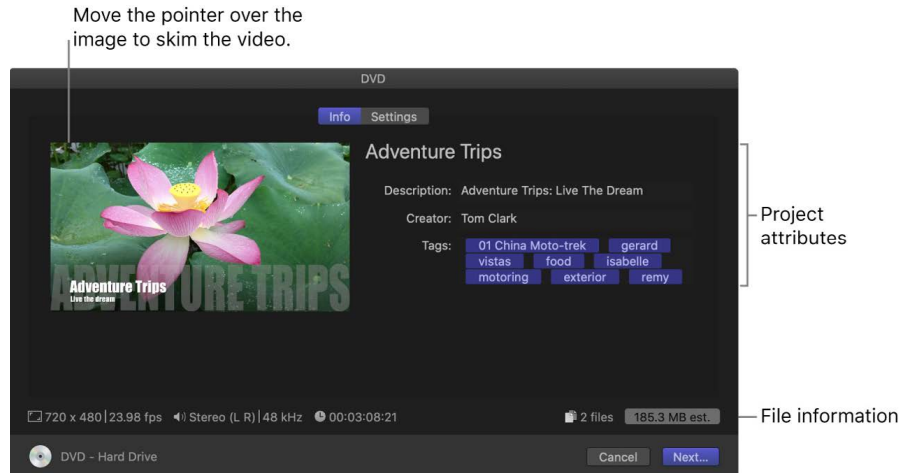 Move the pointer over the
image to skim the video.
DVD
Info Settings
Adventure Trips
Description: Adventure Trips: Live The Dream
Creator: Tom Clark
Tags: 01 China Moto-trek gerard
vistas food isabelle
motoring exterior remy
Project
attributes
ADVENTURE TRIPS
Adventure Trips
Live the dream
720 x 480 | 23.98 fps Stereo (L R) | 48 kHz 00:03:08:21 2 files 185.3 MB est.
File information
DVD - Hard Drive Cancel Next...